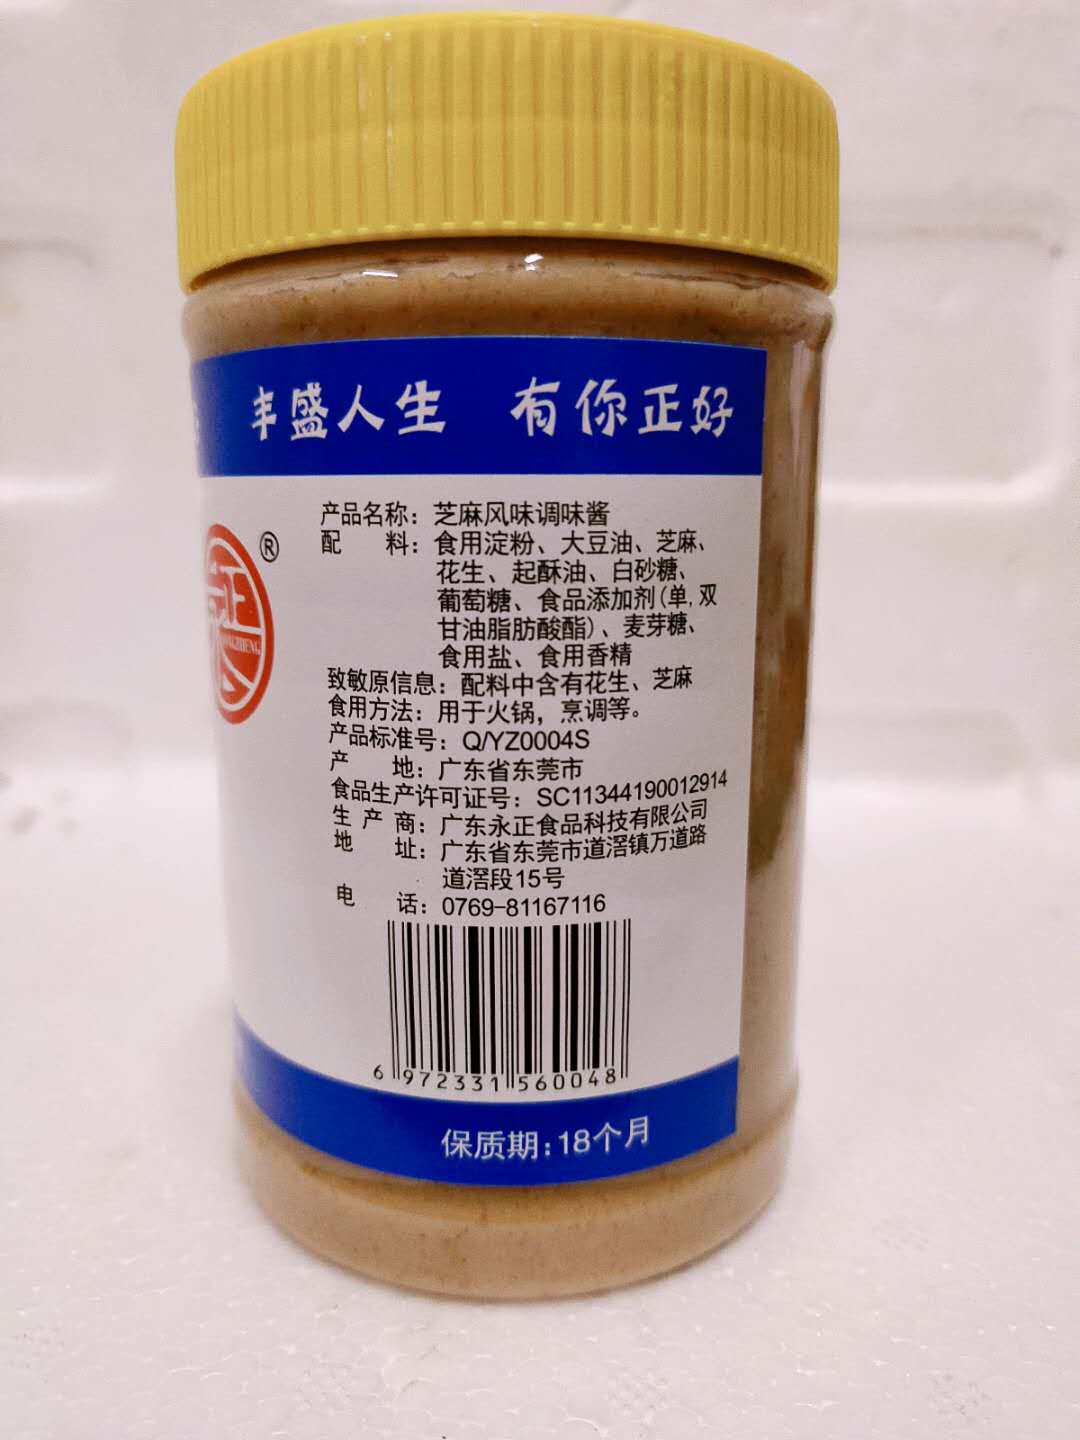 丰盛人生 有你正好
®
产品名称：芝麻风味调味酱
配 料：食用淀粉、大豆油、芝麻、
花生、起酥油、白砂糖、
葡萄糖、食品添加剂(单,双
甘油脂肪酸酯)、麦芽糖、
食用盐、食用香精
致敏原信息：配料中含有花生、芝麻
食用方法：用于火锅，烹调等。
产品标准号：Q/YZ0004S
产 地：广东省东莞市
食品生产许可证号：SC11344190012914
生产商：广东永正食品科技有限公司
地 址：广东省东莞市道滘镇万道路
道滘段15号
电 话：0769-81167116
6 972331 560048
保质期:18个月